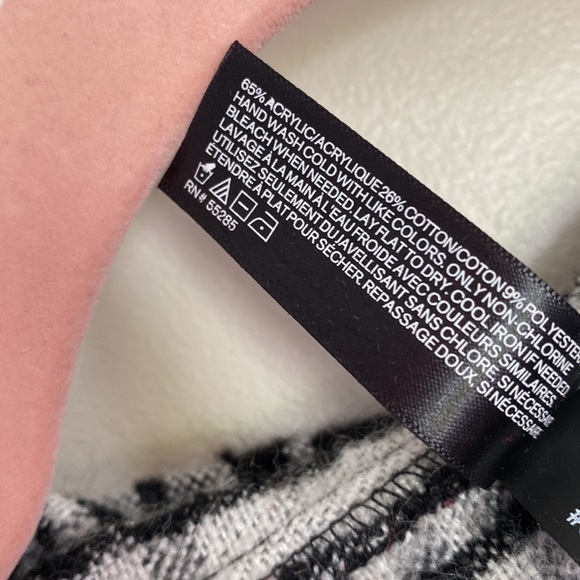 65% ACRYLIC/ACRYLIQUE 26% COTTON/COTON 9% POLYESTER
HAND WASH COLD WITH LIKE COLORS, ONLY NON-CHLORINE
BLEACH WHEN NEEDED, LAY FLAT TO DRY, COOL IRON IF NEEDED
LAVAGE À LA MAIN À L'EAU FROIDE AVEC COULEURS SIMILAIRES.
UTILISEZ SEULEMENT DU JAVELLISANT SANS CHLORE, SI NÉCESSAIRE
ÉTENDRE À PLAT POUR SÉCHER. REPASSAGE DOUX, SI NÉCESSAIRE
RN# 55285
#